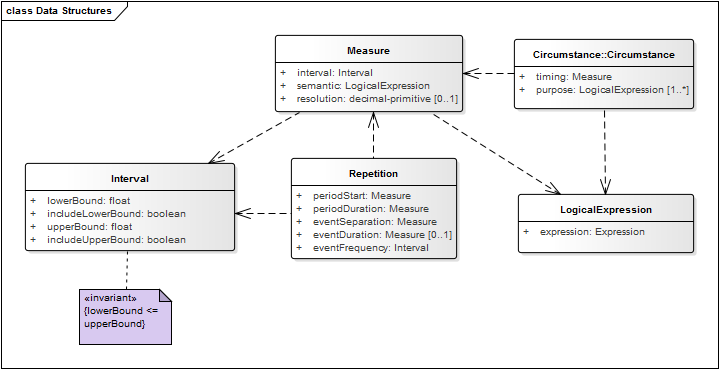 class Data Structures
Measure
+ interval: Interval
+ semantic: LogicalExpression
+ resolution: decimal-primitive [0..1]
Circumstance::Circumstance
+ timing: Measure
+ purpose: LogicalExpression [1..*]
Interval
+ lowerBound: float
+ includeLowerBound: boolean
+ upperBound: float
+ includeUpperBound: boolean
Repetition
+ periodStart: Measure
+ periodDuration: Measure
+ eventSeparation: Measure
+ eventDuration: Measure [0..1]
+ eventFrequency: Interval
LogicalExpression
+ expression: Expression
«invariant»
{lowerBound <=
upperBound}